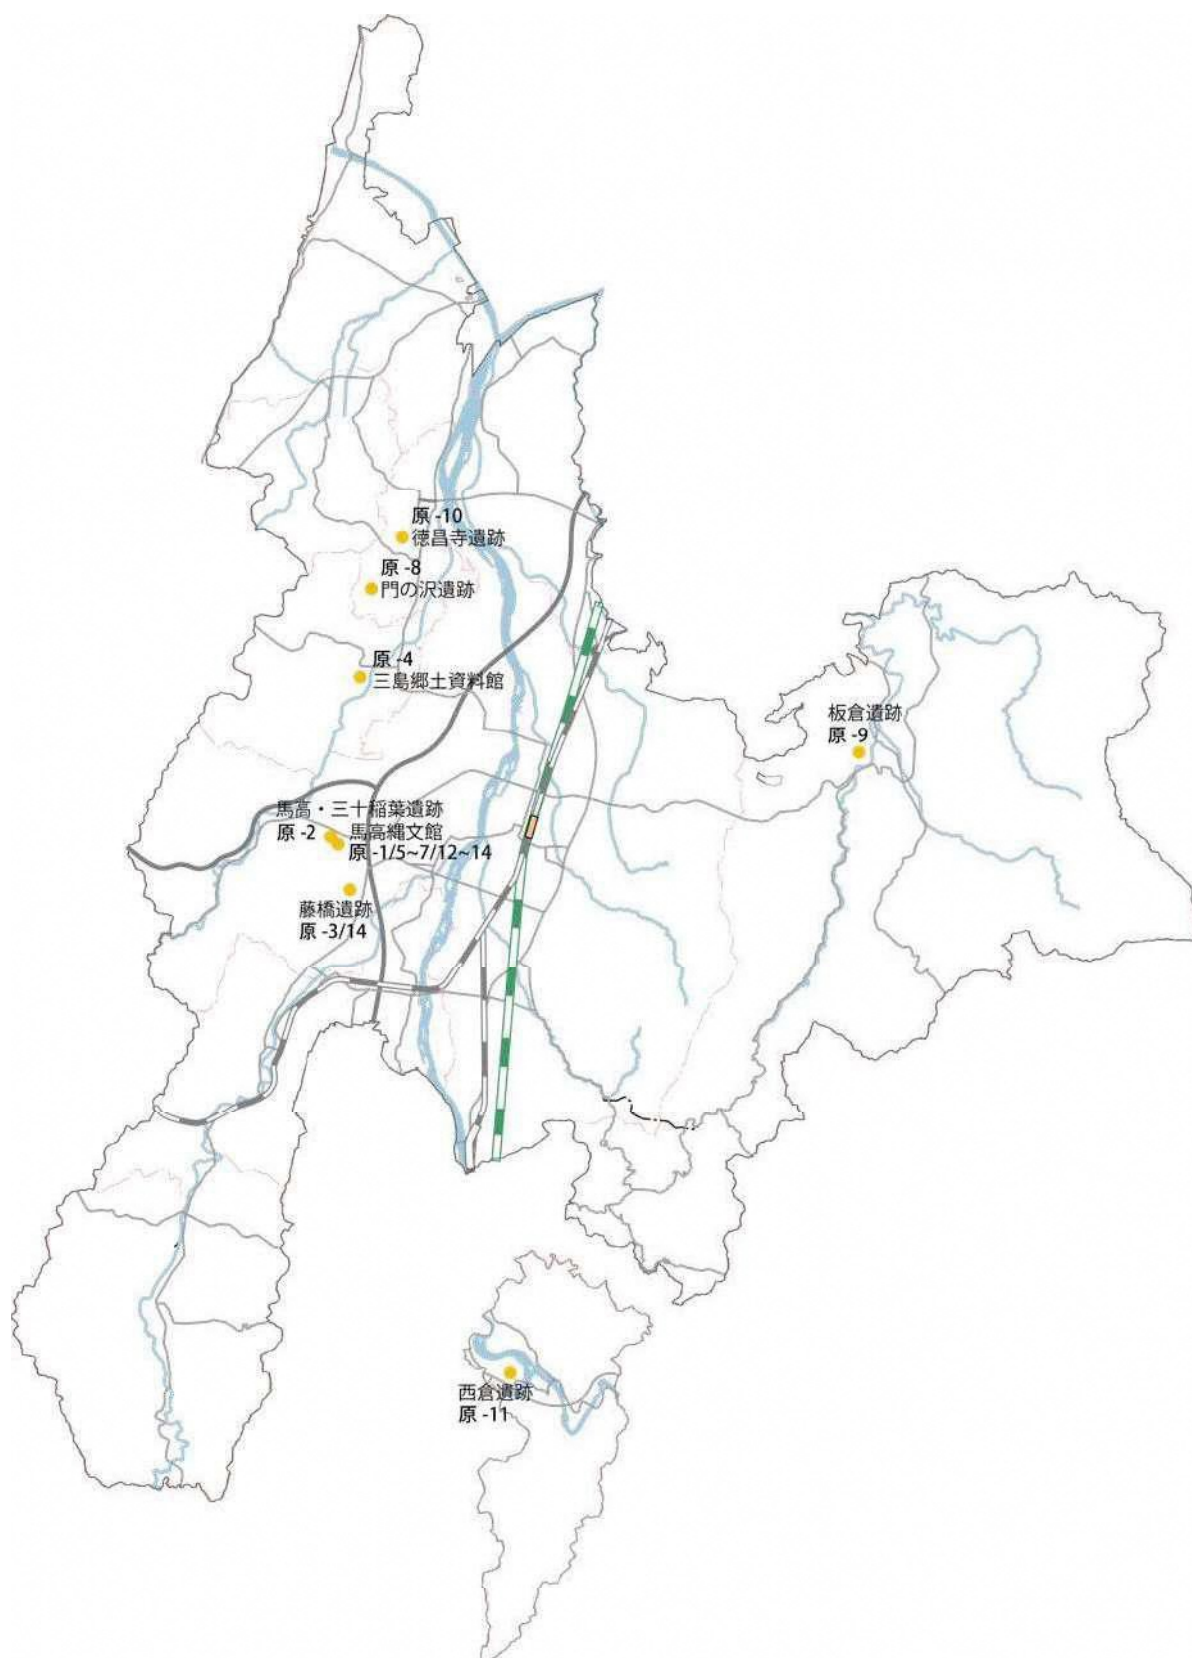 原 -10
徳昌寺遺跡
原 -8
門の沢遺跡
原 -4
三島郷土資料館
板倉遺跡
原 -9
馬高・三十稲葉遺跡
原 -2
馬高縄文館
原 -1/5~7/12~14
藤橋遺跡
原 -3/14
西倉遺跡
原 -11